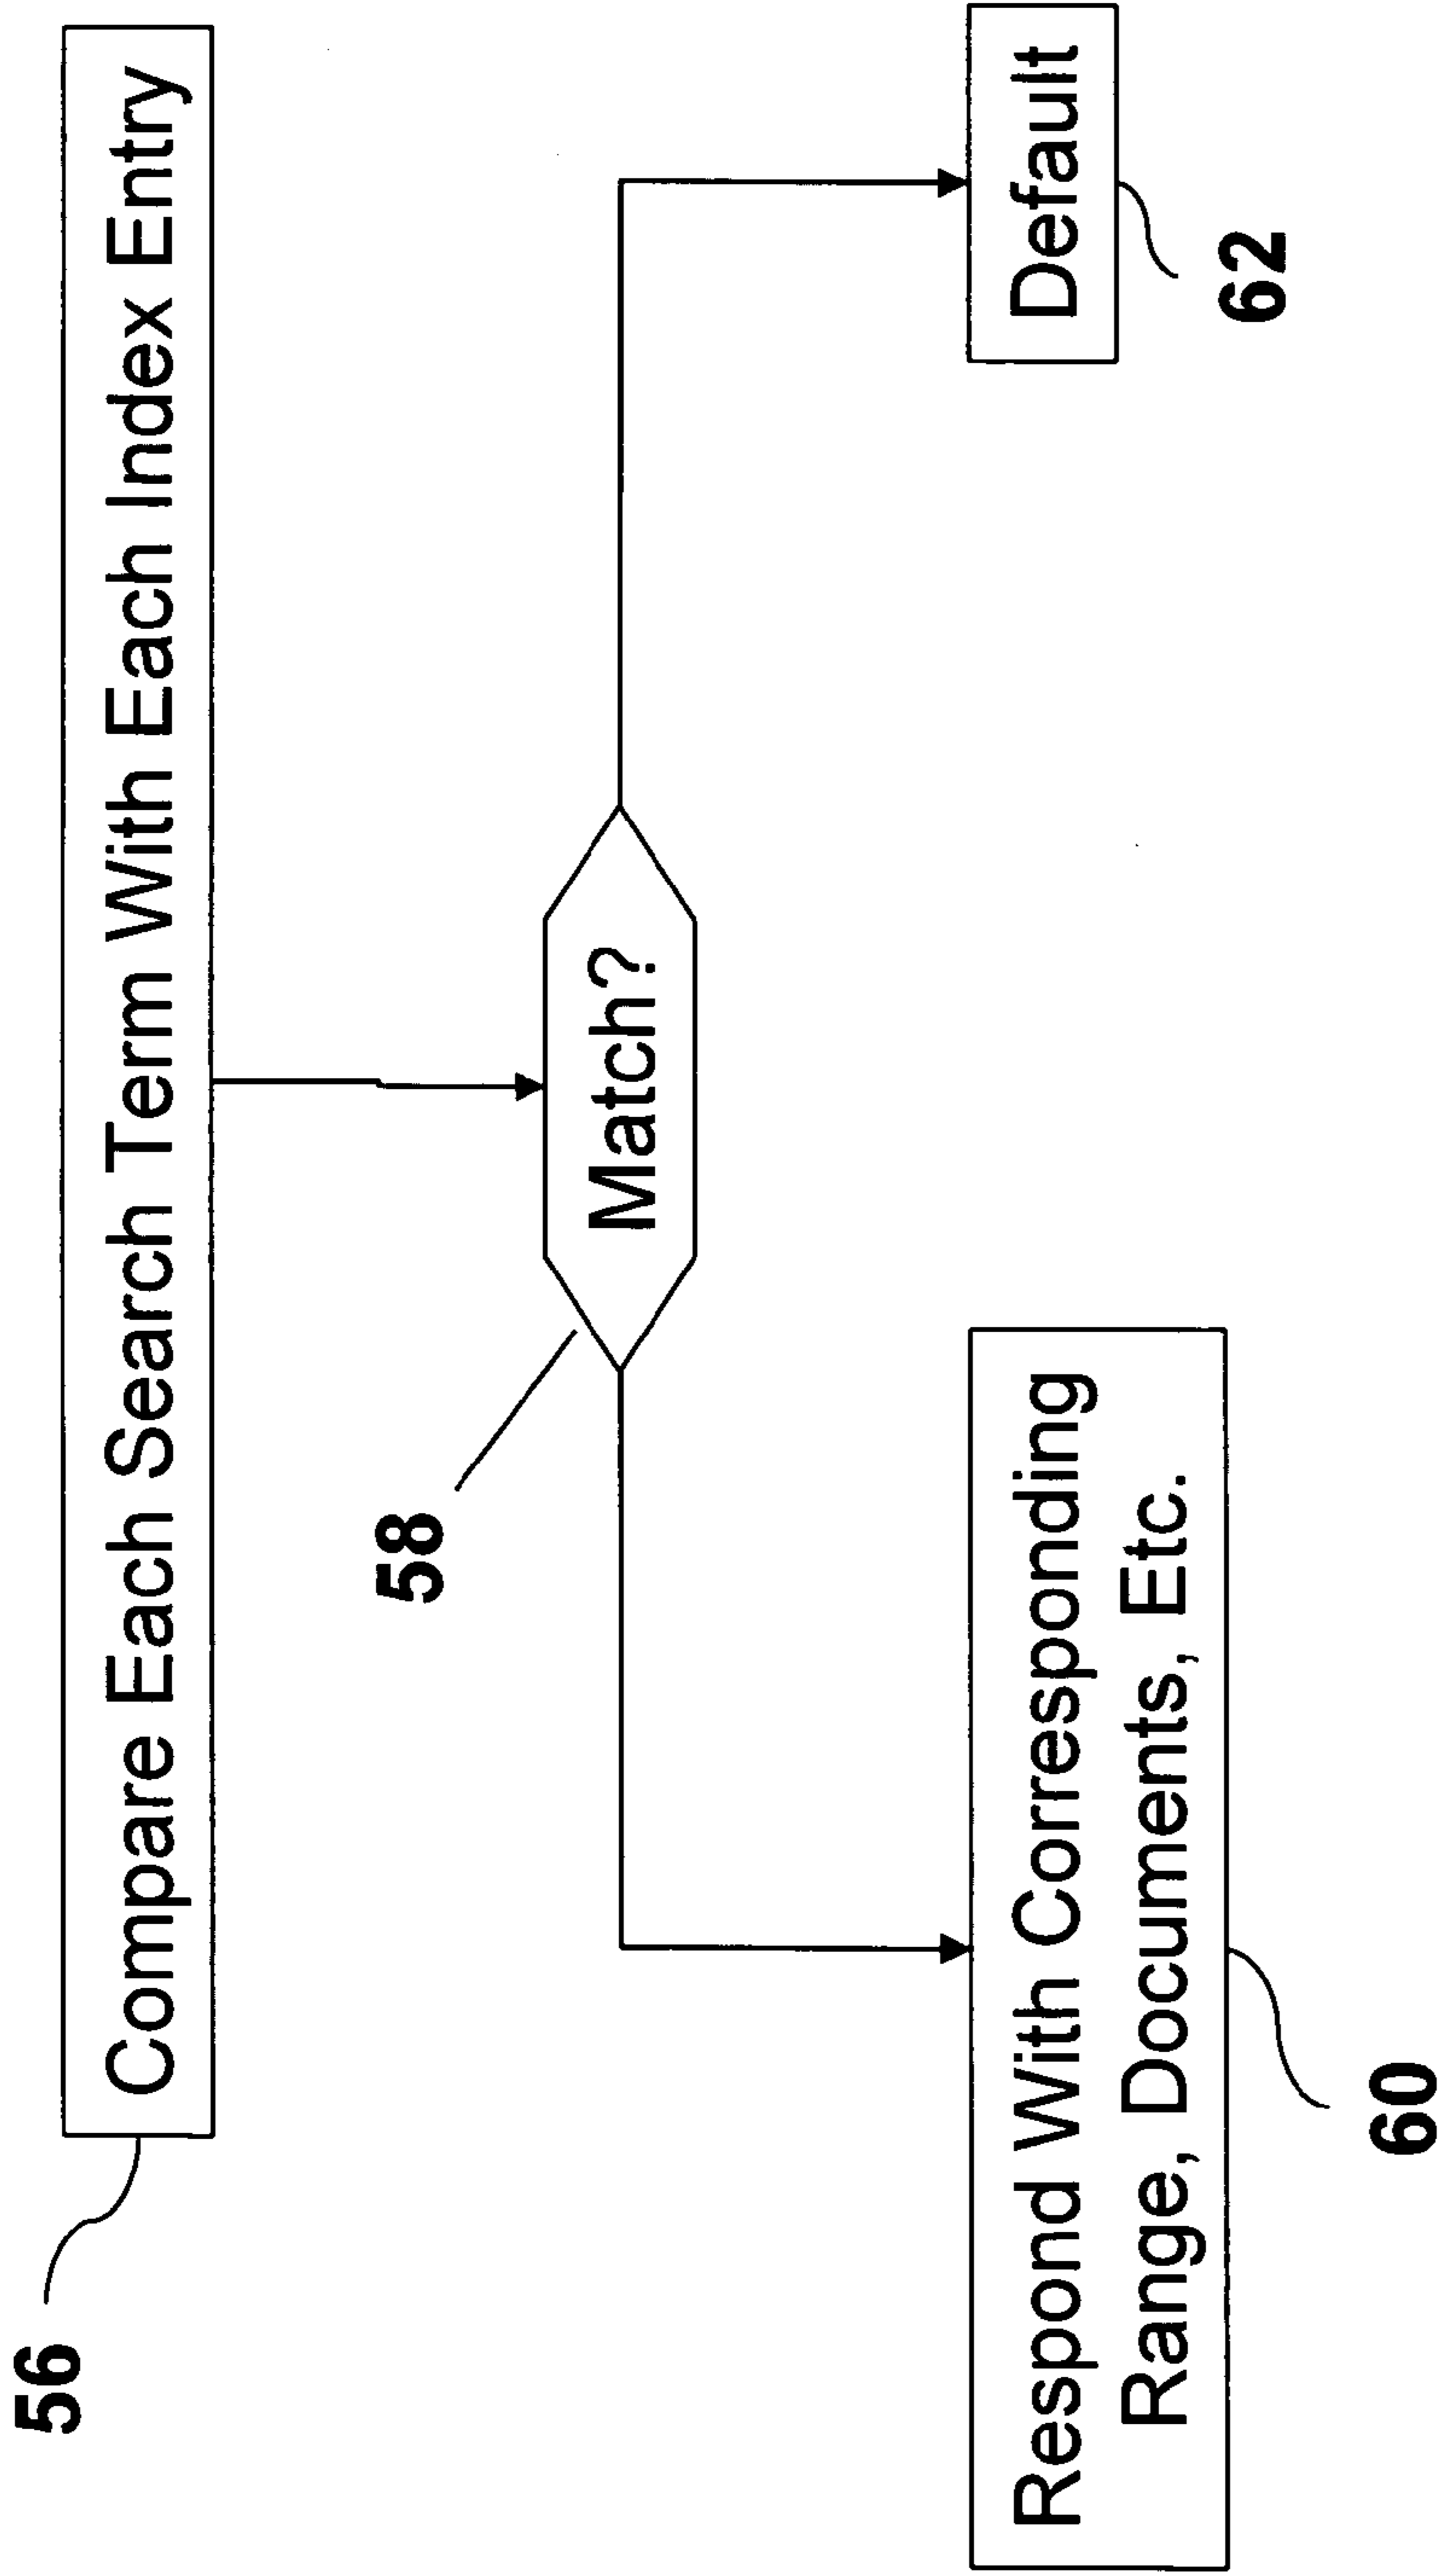 56
Compare Each Search Term With Each Index Entry
58
Match?
Respond With Corresponding
Range, Documents, Etc.
60
Default
62